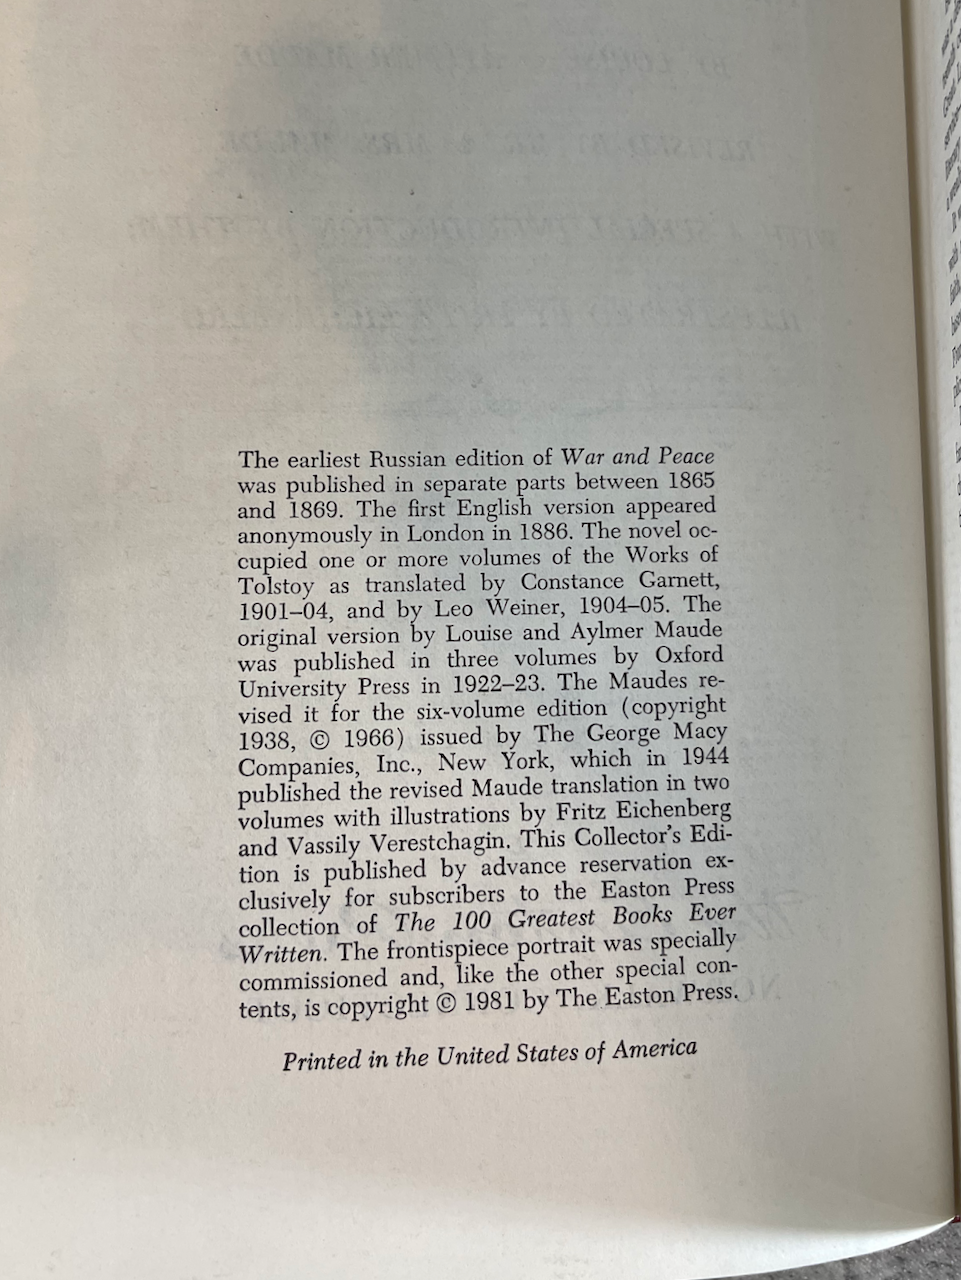 The earliest Russian edition of War and Peace
was published in separate parts between 1865
and 1869. The first English version appeared
anonymously in London in 1886. The novel oc-
cupied one or more volumes of the Works of
Tolstoy as translated by Constance Garnett,
1901–04, and by Leo Weiner, 1904–05. The
original version by Louise and Aylmer Maude
was published in three volumes by Oxford
University Press in 1922–23. The Maudes re-
vised it for the six-volume edition (copyright
1938, © 1966) issued by The George Macy
Companies, Inc., New York, which in 1944
published the revised Maude translation in two
volumes with illustrations by Fritz Eichenberg
and Vassily Verestchagin. This Collector's Edi-
tion is published by advance reservation ex-
clusively for subscribers to the Easton Press
collection of The 100 Greatest Books Ever
Written. The frontispiece portrait was specially
commissioned and, like the other special con-
tents, is copyright © 1981 by The Easton Press.
Printed in the United States of America